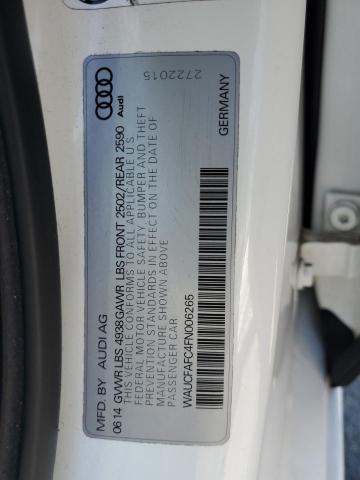 MFD. BY AUDI AG
Audi
06 14 GVWR LBS 4938 GAWR LBS FRONT 2502/REAR 2590
THIS VEHICLE CONFORMS TO ALL APPLICABLE U S
FEDERAL MOTOR VEHICLE SAFETY, BUMPER AND THEFT
PREVENTION STANDARDS IN EFFECT ON THE DATE OF
MANUFACTURE SHOWN ABOVE
PASSENGER CAR
WAUCFAFC4FN006265
2722015
GERMANY